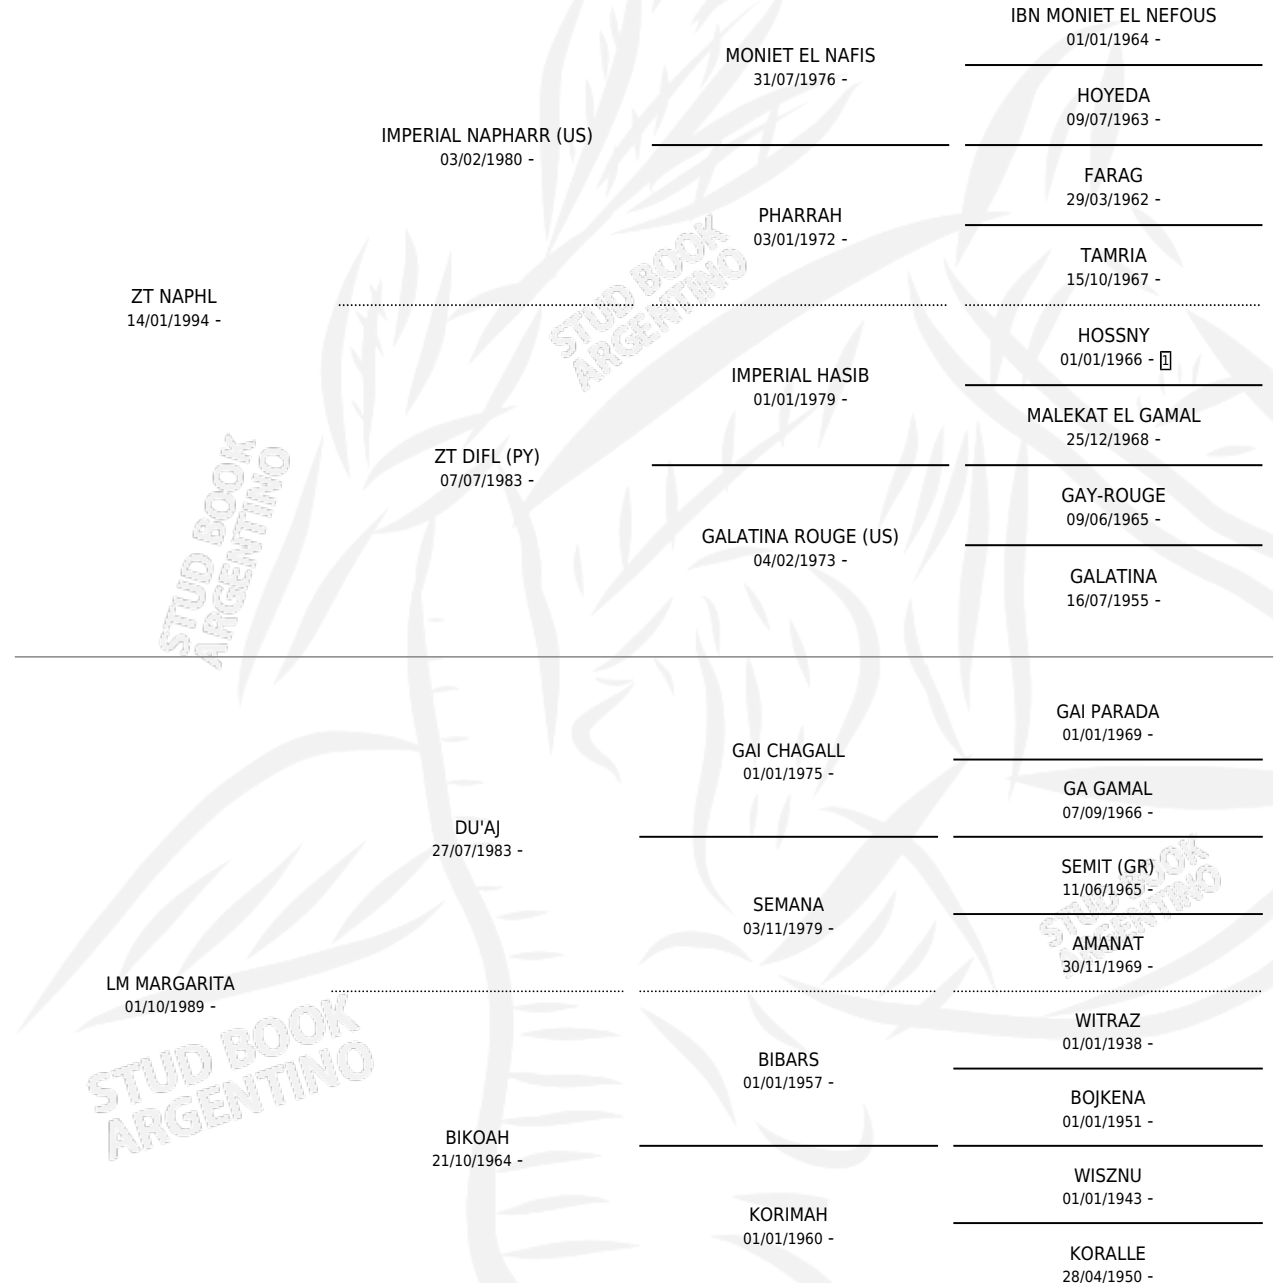 IBN MONIET EL NEFOUS
01/01/1964 -
MONIET EL NAFIS
31/07/1976 -
HOYEDA
09/07/1963 -
IMPERIAL NAPHARR (US)
03/02/1980 -
FARAG
29/03/1962 -
PHARRAH
03/01/1972 -
TAMRIA
15/10/1967 -
ZT NAPHL
14/01/1994 -
HOSSNY
01/01/1966 - 1
IMPERIAL HASIB
01/01/1979 -
MALEKAT EL GAMAL
25/12/1968 -
ZT DIFL (PY)
07/07/1983 -
GAY-ROUGE
09/06/1965 -
GALATINA ROUGE (US)
04/02/1973 -
GALATINA
16/07/1955 -
GAI PARADA
01/01/1969 -
GAI CHAGALL
01/01/1975 -
GA GAMAL
07/09/1966 -
DU'AJ
27/07/1983 -
SEMIT (GR)
11/06/1965 -
SEMANA
03/11/1979 -
AMANAT
30/11/1969 -
LM MARGARITA
01/10/1989 -
WITRAZ
01/01/1938 -
BIBARS
01/01/1957 -
BOJKENA
01/01/1951 -
BIKOAH
21/10/1964 -
WISZNU
01/01/1943 -
KORIMAH
01/01/1960 -
KORALLE
28/04/1950 -
STUD BOOK
ARGENTINO
STUD BOOK
ARGENTINO
STUD BOOK
ARGENTINO
STUD BOOK
ARGENTINO